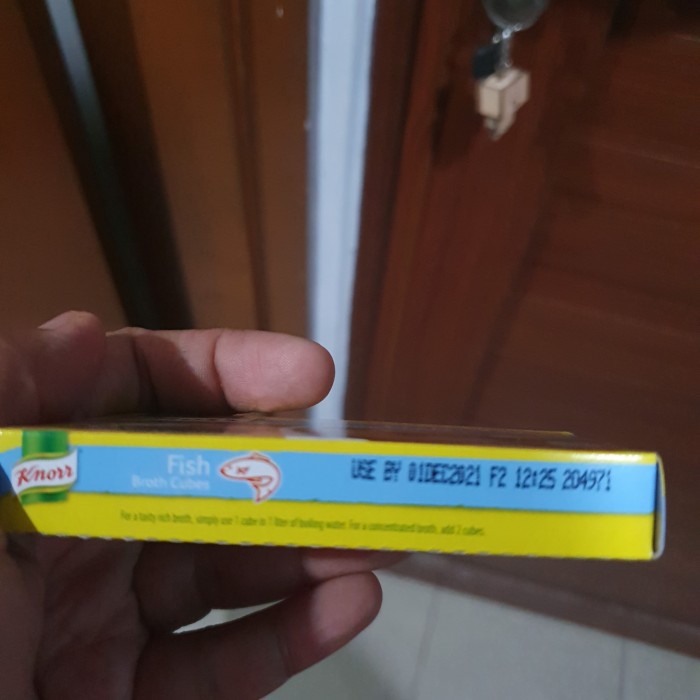 Knorr
Fish
Broth Cubes
USE BY 01DEC2021 F2 12:25 204971
For a tasty rich broth, simply use 1 cube in 1 liter of boiling water. For a concentrated broth, add 2 cubes.